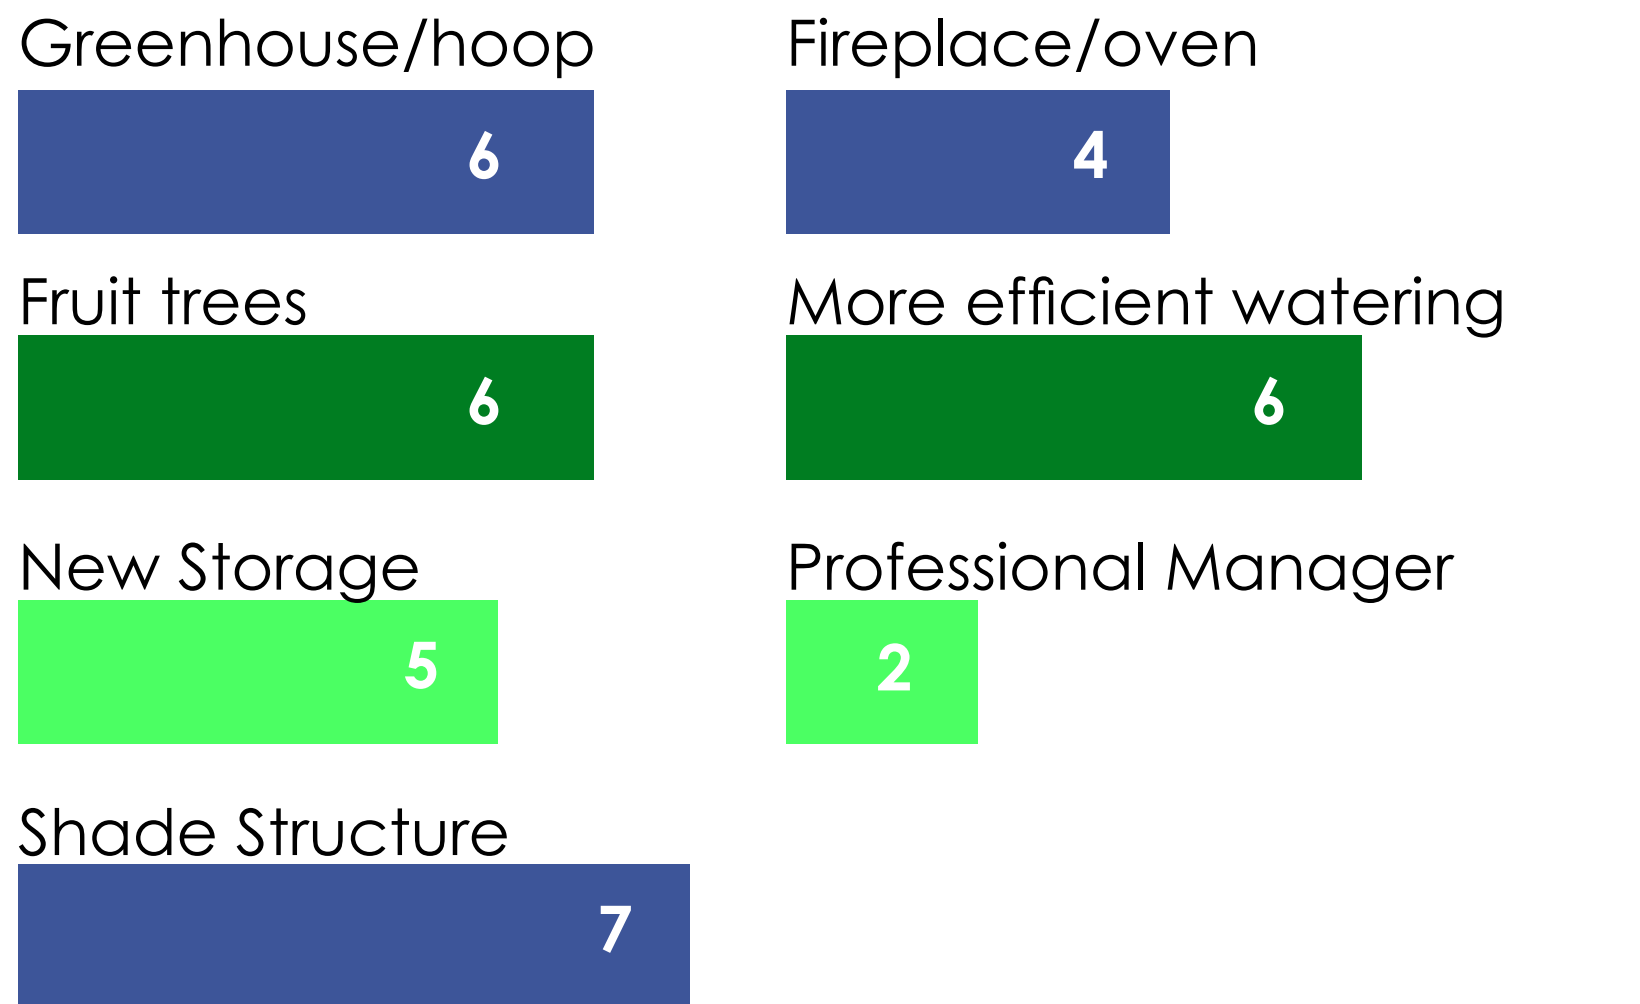 Greenhouse/hoop
6
Fireplace/oven
4
Fruit trees
6
More efficient watering
6
New Storage
5
Professional Manager
2
Shade Structure
7